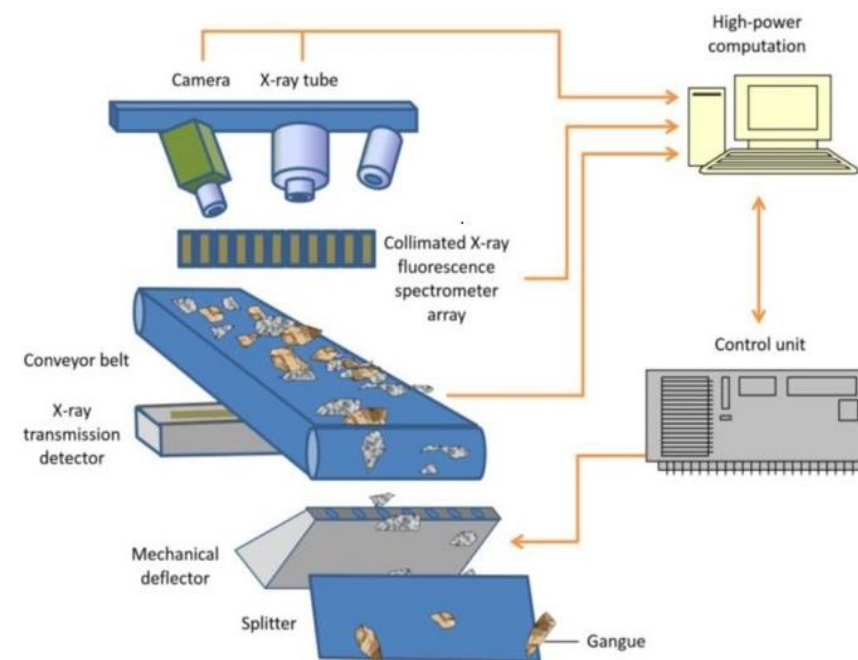 High-power
computation
Camera
X-ray tube
Collimated X-ray
fluorescence
spectrometer
array
Conveyor belt
Control unit
X-ray
transmission
detector
Mechanical
deflector
Splitter
Gangue